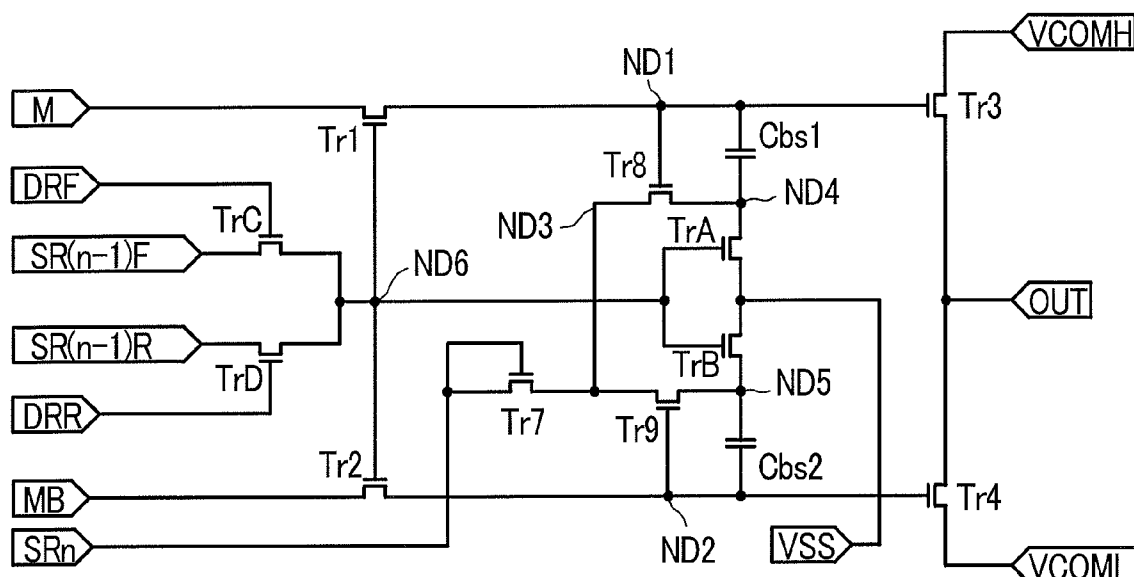 VCOMH
ND1
M
Tr1
Tr3
Cbs1
Tr8
DRF
TrC
ND4
ND3
TrA
SR(n-1)F
ND6
OUT
SR(n-1)R
TrB
TrD
ND5
DRR
Tr7
Tr9
Tr2
Cbs2
MB
Tr4
SRn
ND2
VSS
VCOML